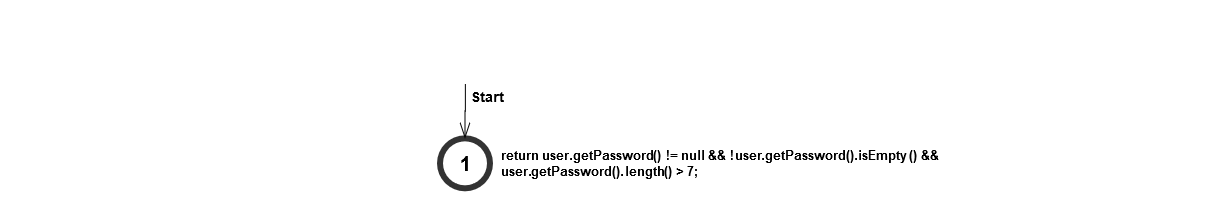 Start
1
return user.getPassword() != null && !user.getPassword().isEmpty() &&
user.getPassword().length() > 7;